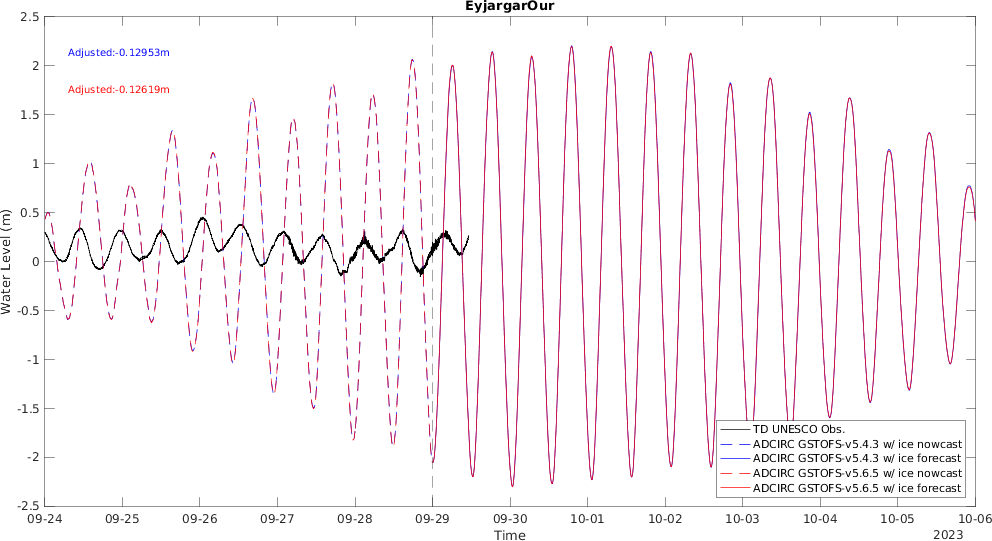 EyjargarOur
Adjusted:-0.12953m
Adjusted:-0.12619m
Water Level (m)
2.5
2
1.5
1
0.5
0
-0.5
-1
-1.5
-2
-2.5
TD UNESCO Obs.
ADCIRC GSTOFS-v5.4.3 w/ ice nowcast
ADCIRC GSTOFS-v5.4.3 w/ ice forecast
ADCIRC GSTOFS-v5.6.5 w/ ice nowcast
ADCIRC GSTOFS-v5.6.5 w/ ice forecast
09-24 09-25 09-26 09-27 09-28 09-29 09-30 10-01 10-02 10-03 10-04 10-05 10-06
Time
2023